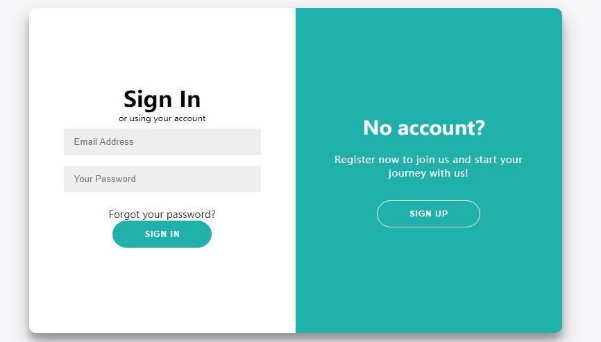 Sign In
or using your account
Email Address
Your Password
Forgot your password?
SIGN IN
No account?
Register now to join us and start your
journey with us!
SIGN UP